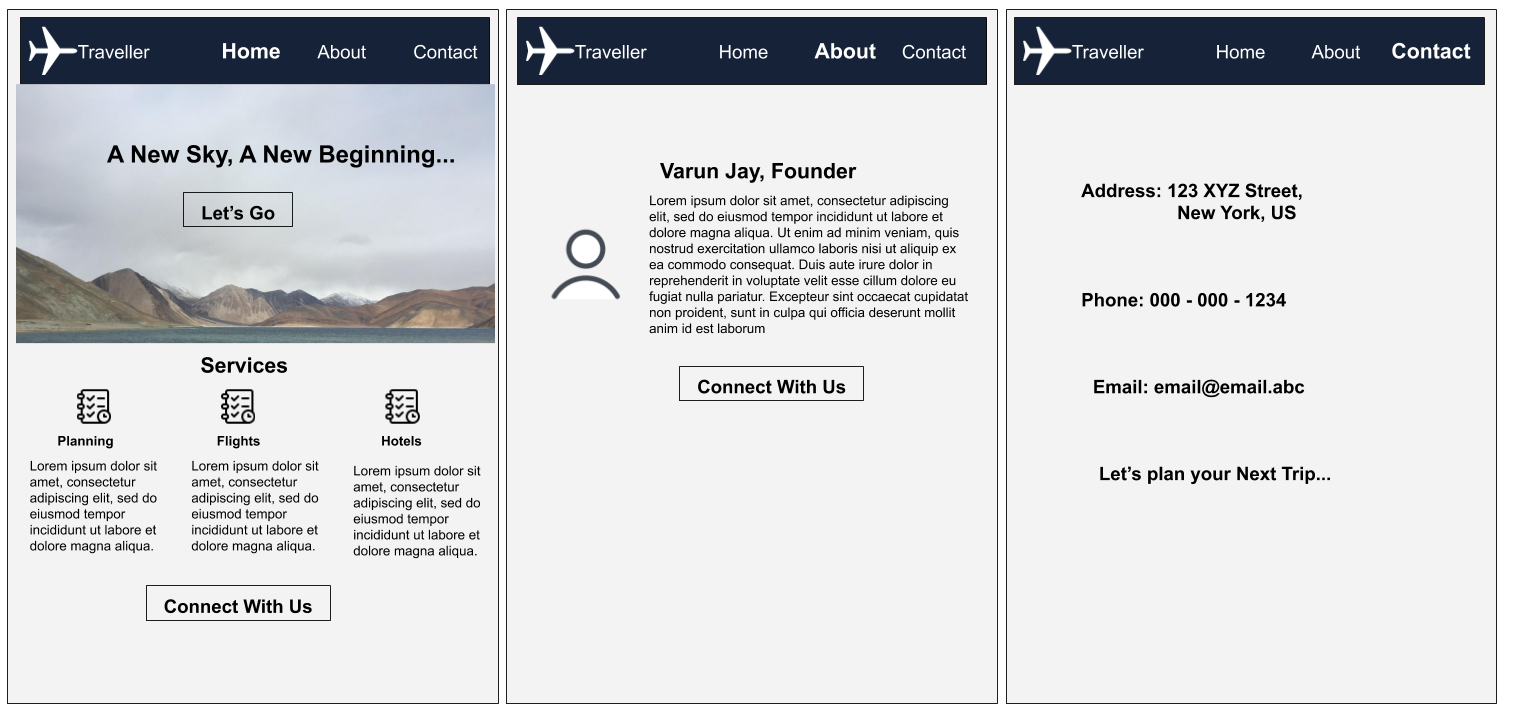 Traveller Home About Contact
A New Sky, A New Beginning...
Let’s Go
Services
Planning
Lorem ipsum dolor sit
amet, consectetur
adipiscing elit, sed do
eiusmod tempor
incididunt ut labore et
dolore magna aliqua.
Flights
Lorem ipsum dolor sit
amet, consectetur
adipiscing elit, sed do
eiusmod tempor
incididunt ut labore et
dolore magna aliqua.
Hotels
Lorem ipsum dolor sit
amet, consectetur
adipiscing elit, sed do
eiusmod tempor
incididunt ut labore et
dolore magna aliqua.
Connect With Us
Traveller Home About Contact
Varun Jay, Founder
Lorem ipsum dolor sit amet, consectetur adipiscing
elit, sed do eiusmod tempor incididunt ut labore et
dolore magna aliqua. Ut enim ad minim veniam, quis
nostrud exercitation ullamco laboris nisi ut aliquip ex
ea commodo consequat. Duis aute irure dolor in
reprehenderit in voluptate velit esse cillum dolore eu
fugiat nulla pariatur. Excepteur sint occaecat cupidatat
non proident, sunt in culpa qui officia deserunt mollit
anim id est laborum
Connect With Us
Traveller Home About Contact
Address: 123 XYZ Street,
New York, US
Phone: 000 - 000 - 1234
Email: email@email.abc
Let’s plan your Next Trip...